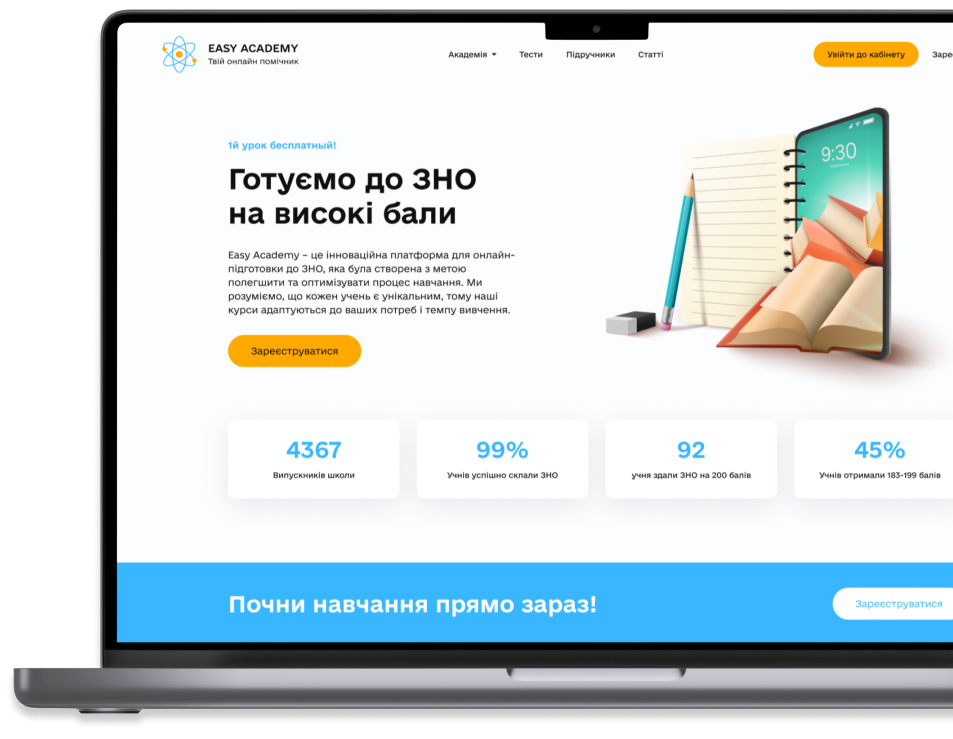 EASY ACADEMY
Твій онлайн помічник
Академія
Тести
Підручники
Статті
Увійти до кабінету
Заре
1й урок бесплатный!
Готуємо до ЗНО
на високі бали
Easy Academy – це інноваційна платформа для онлайн-
підготовки до ЗНО, яка була створена з метою
полегшити та оптимізувати процес навчання. Ми
розуміємо, що кожен учень є унікальним, тому наші
курси адаптуються до ваших потреб і темпу вивчення.
Зареєструватися
9:30
4367
Випускників школи
99%
Учнів успішно склали ЗНО
92
учня здали ЗНО на 200 балів
45%
Учнів отримали 183-199 балів
Почни навчання прямо зараз!
Зареєструватися